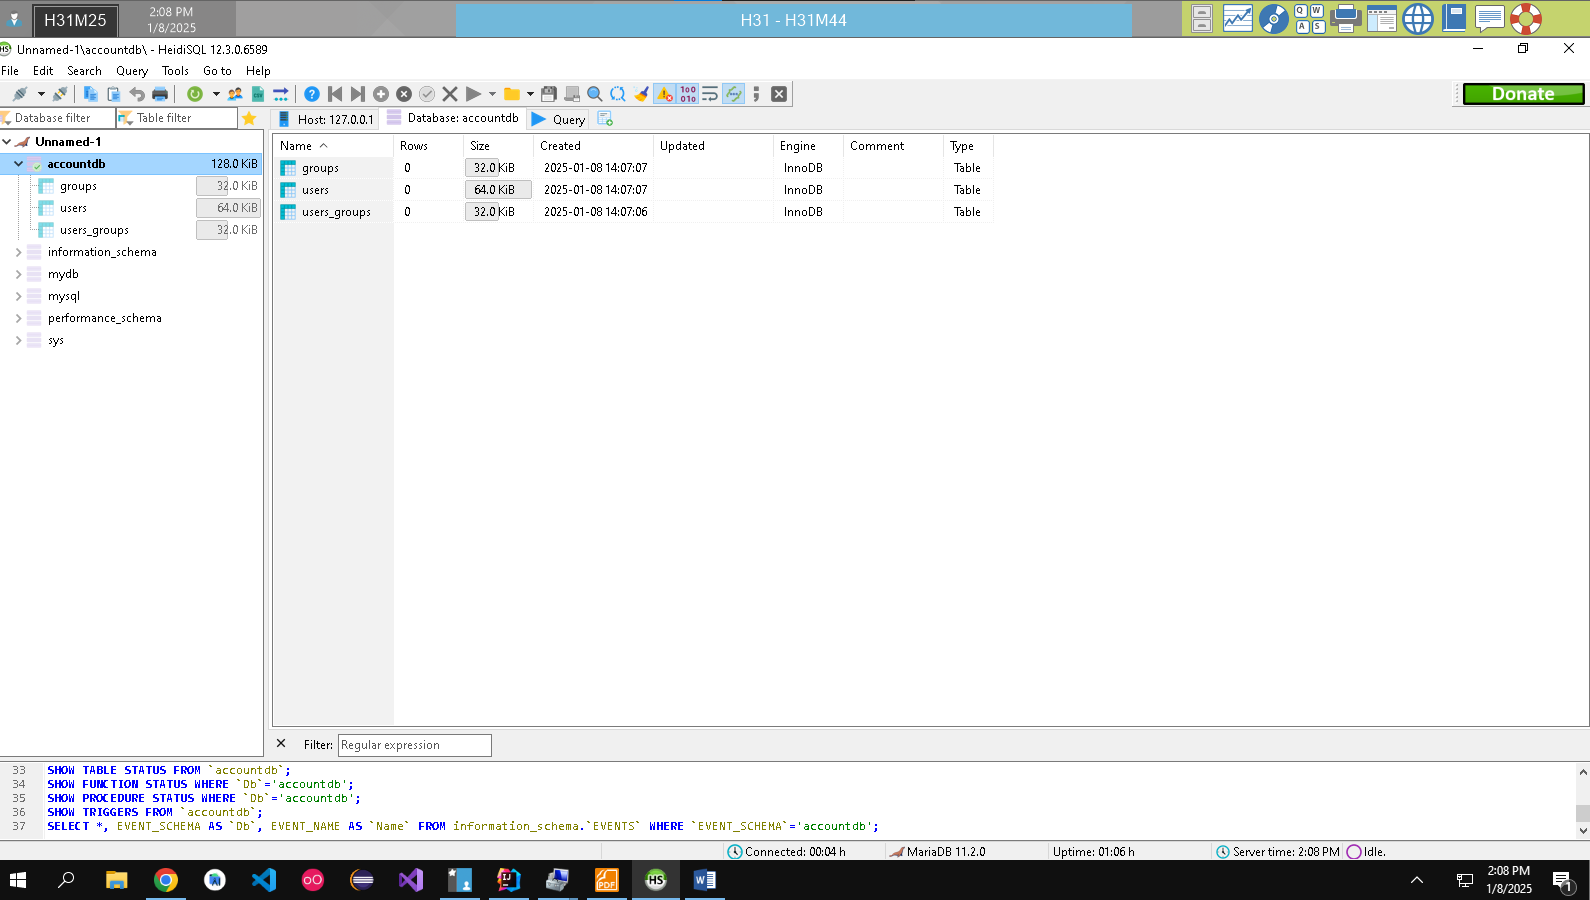 H31M25
2:08 PM
1/8/2025
H31 - H31M44
Q W
A S
Unnamed-1\accountdb\ - HeidiSQL 12.3.0.6589
File Edit Search Query Tools Go to Help
Donate
Database filter Table filter
Host: 127.0.0.1 Database: accountdb Query
Unnamed-1
accountdb 128.0 KiB
groups 32.0 KiB
users 64.0 KiB
users_groups 32.0 KiB
information_schema
mydb
mysql
performance_schema
sys
Name Rows Size Created Updated Engine Comment Type
groups 0 32.0 KiB 2025-01-08 14:07:07 InnoDB Table
users 0 64.0 KiB 2025-01-08 14:07:07 InnoDB Table
users_groups 0 32.0 KiB 2025-01-08 14:07:06 InnoDB Table
Filter: Regular expression
33 SHOW TABLE STATUS FROM `accountdb`;
34 SHOW FUNCTION STATUS WHERE `Db`='accountdb';
35 SHOW PROCEDURE STATUS WHERE `Db`='accountdb';
36 SHOW TRIGGERS FROM `accountdb`;
37 SELECT *, EVENT_SCHEMA AS `Db`, EVENT_NAME AS `Name` FROM information_schema.`EVENTS` WHERE `EVENT_SCHEMA`='accountdb';
Connected: 00:04 h MariaDB 11.2.0 Uptime: 01:06 h Server time: 2:08 PM Idle.
2:08 PM
1/8/2025
1